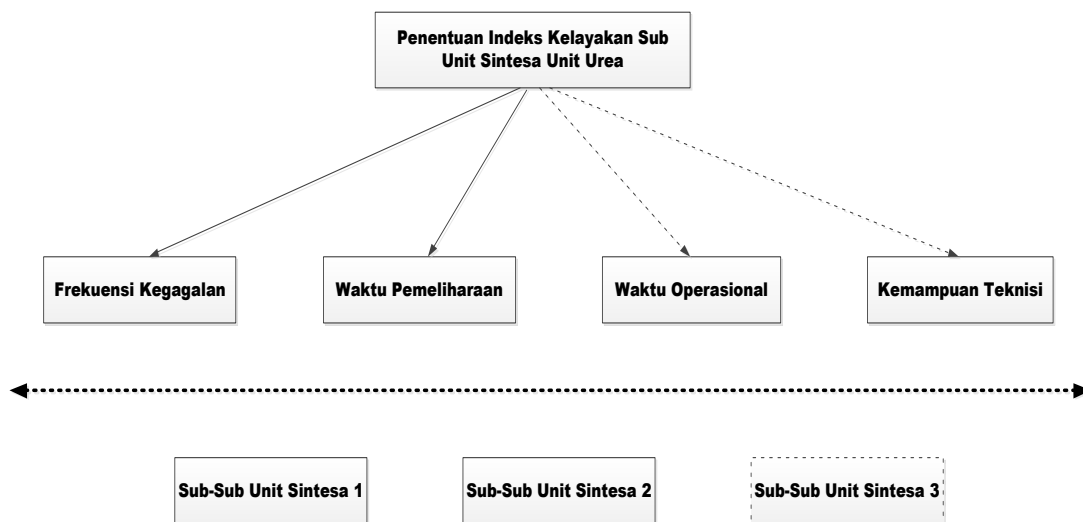 Penentuan Indeks Kelayakan Sub
Unit Sintesa Unit Urea
Frekuensi Kegagalan
Waktu Pemeliharaan
Waktu Operasional
Kemampuan Teknisi
Sub-Sub Unit Sintesa 1
Sub-Sub Unit Sintesa 2
Sub-Sub Unit Sintesa 3